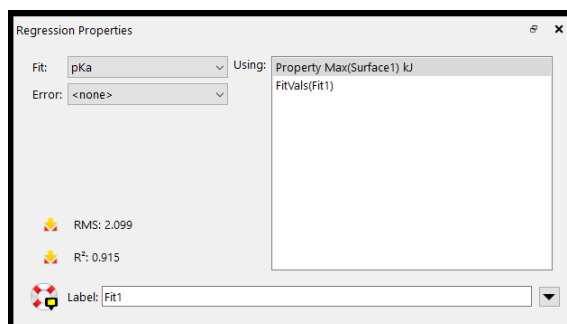 Regression Properties
Fit: pKa Using: Property Max(Surface1) kJ
Error: <none> FitVals(Fit1)
RMS: 2.099
R²: 0.915
Label: Fit1